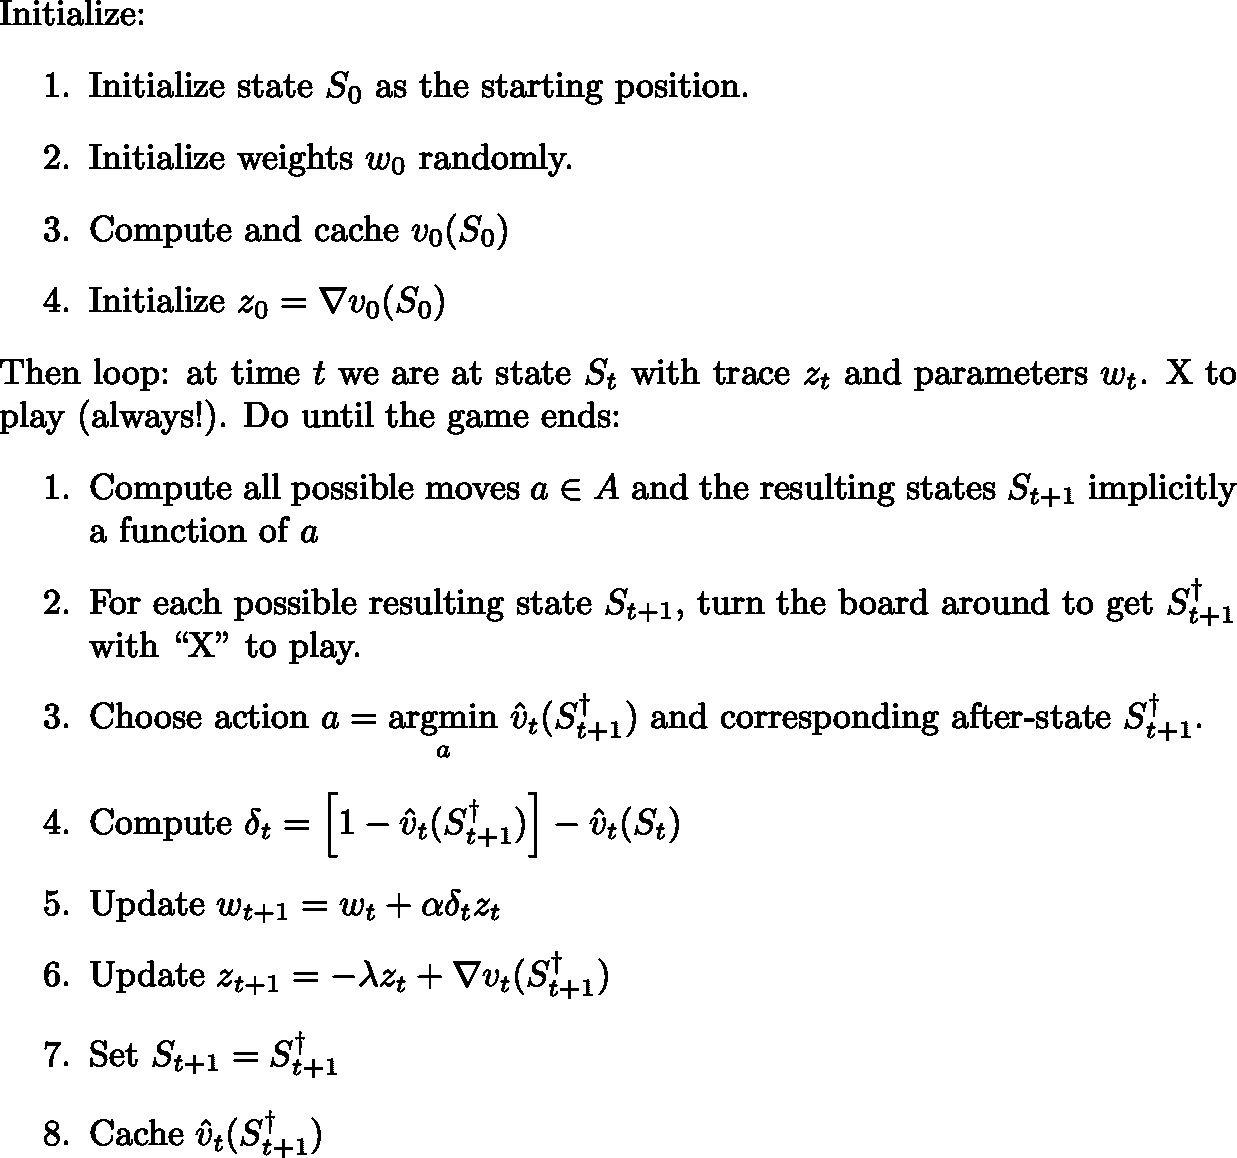 Initialize:
1. Initialize state $S_0$ as the starting position.
2. Initialize weights $w_0$ randomly.
3. Compute and cache $v_0(S_0)$
4. Initialize $z_0 = \nabla v_0(S_0)$
Then loop: at time $t$ we are at state $S_t$ with trace $z_t$ and parameters $w_t$. X to
play (always!). Do until the game ends:
1. Compute all possible moves $a \in A$ and the resulting states $S_{t+1}$ implicitly
a function of $a$
2. For each possible resulting state $S_{t+1}$, turn the board around to get $S_{t+1}^{\dagger}$
with “X” to play.
3. Choose action $a = \underset{a}{\operatorname{argmin}}\ \hat{v}_t(S_{t+1}^{\dagger})$ and corresponding after-state $S_{t+1}^{\dagger}$.
4. Compute $\delta_t = \left[1 - \hat{v}_t(S_{t+1}^{\dagger})\right] - \hat{v}_t(S_t)$
5. Update $w_{t+1} = w_t + \alpha\delta_t z_t$
6. Update $z_{t+1} = -\lambda z_t + \nabla v_t(S_{t+1}^{\dagger})$
7. Set $S_{t+1} = S_{t+1}^{\dagger}$
8. Cache $\hat{v}_t(S_{t+1}^{\dagger})$